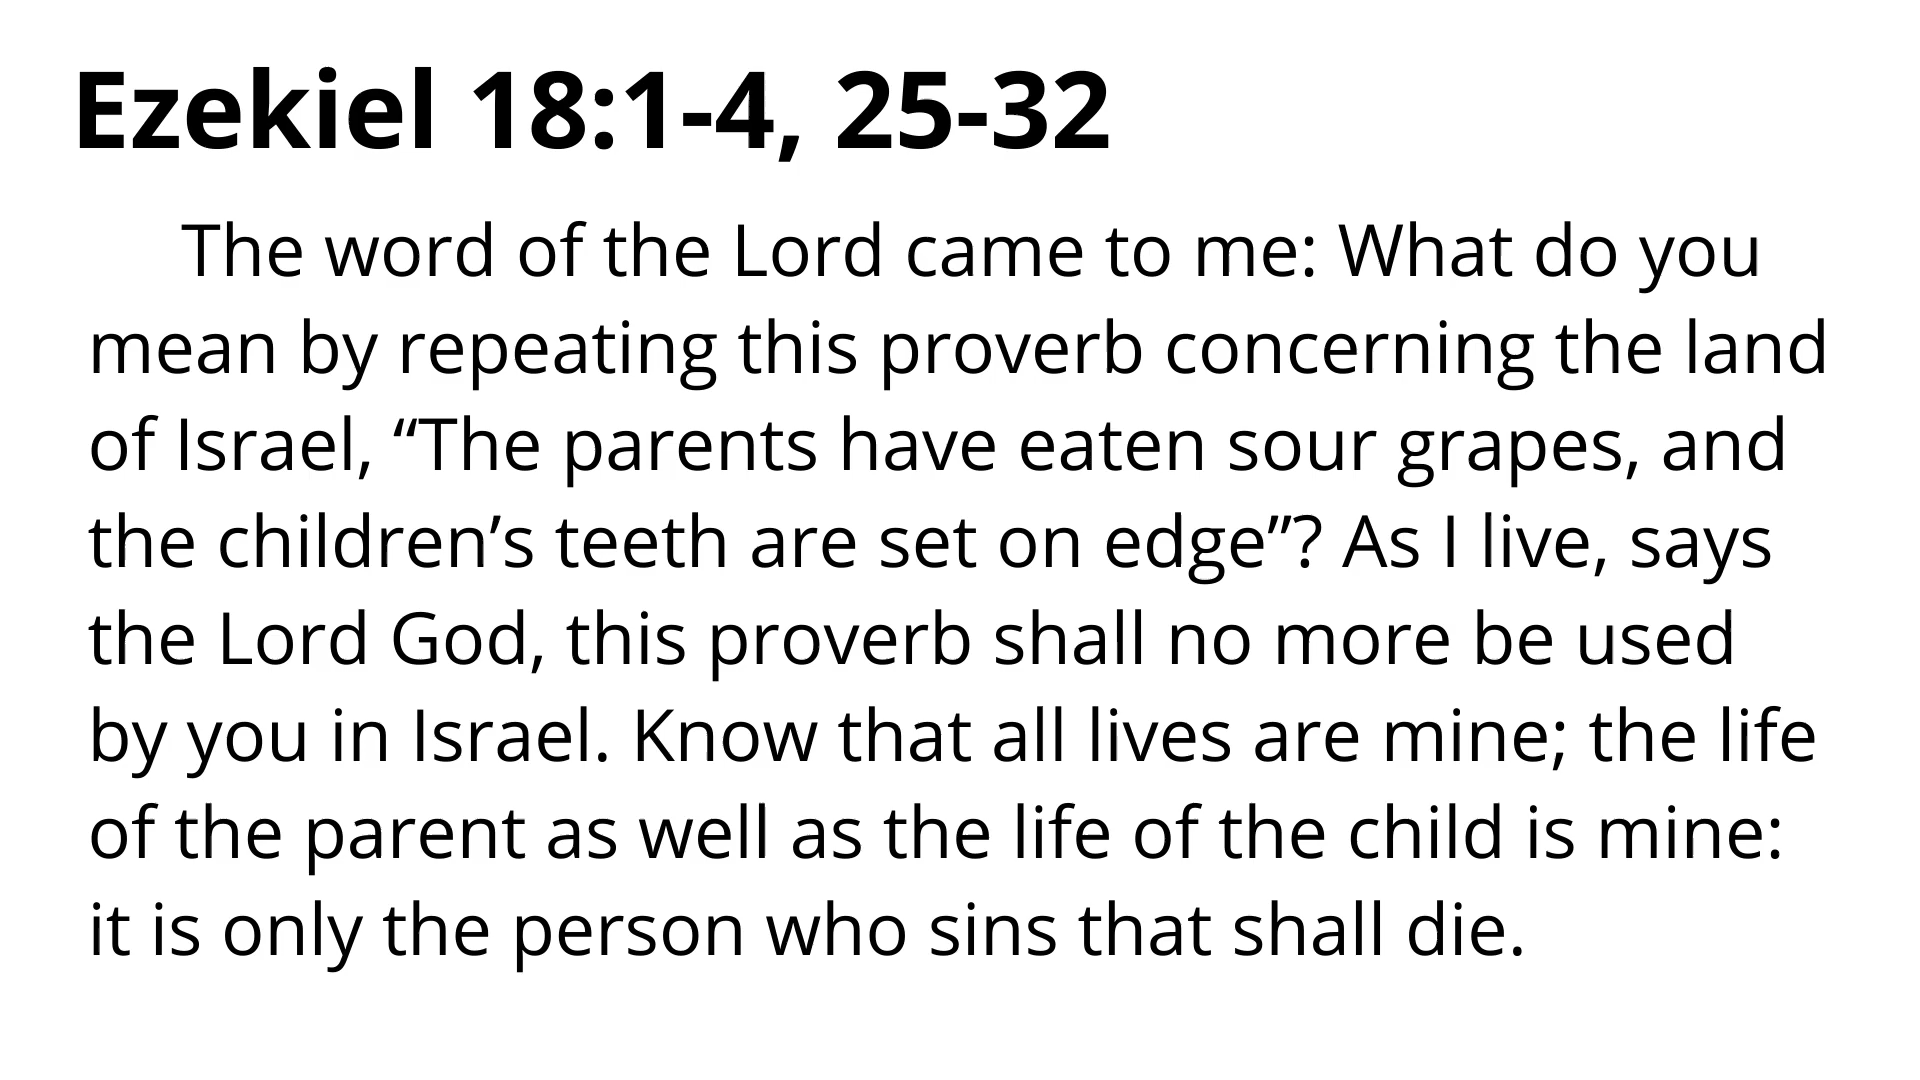 Ezekiel 18:1-4, 25-32
The word of the Lord came to me: What do you
mean by repeating this proverb concerning the land
of Israel, “The parents have eaten sour grapes, and
the children’s teeth are set on edge”? As I live, says
the Lord God, this proverb shall no more be used
by you in Israel. Know that all lives are mine; the life
of the parent as well as the life of the child is mine:
it is only the person who sins that shall die.